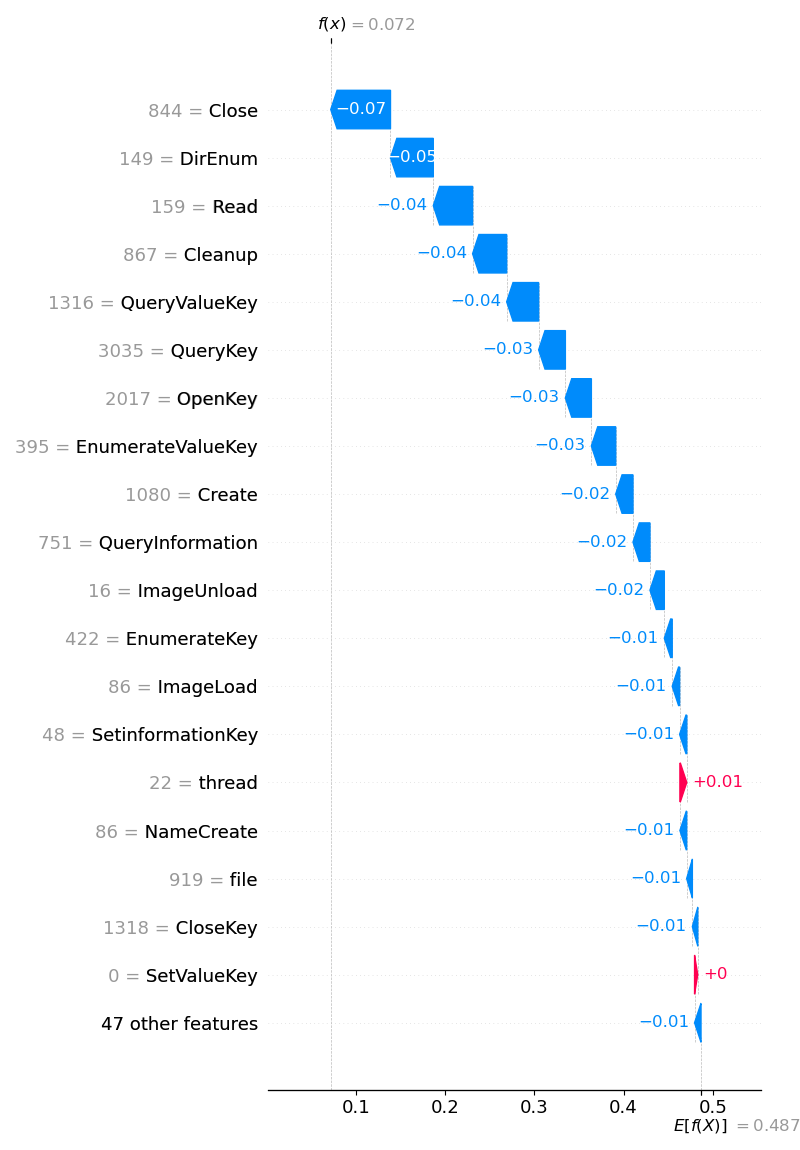 f(x) = 0.072
844 = Close −0.07
149 = DirEnum −0.05
159 = Read −0.04
867 = Cleanup −0.04
1316 = QueryValueKey −0.04
3035 = QueryKey −0.03
2017 = OpenKey −0.03
395 = EnumerateValueKey −0.03
1080 = Create −0.02
751 = QueryInformation −0.02
16 = ImageUnload −0.02
422 = EnumerateKey −0.01
86 = ImageLoad −0.01
48 = SetinformationKey −0.01
22 = thread +0.01
86 = NameCreate −0.01
919 = file −0.01
1318 = CloseKey −0.01
0 = SetValueKey +0
47 other features −0.01
0.1 0.2 0.3 0.4 0.5
E[f(X)] = 0.487